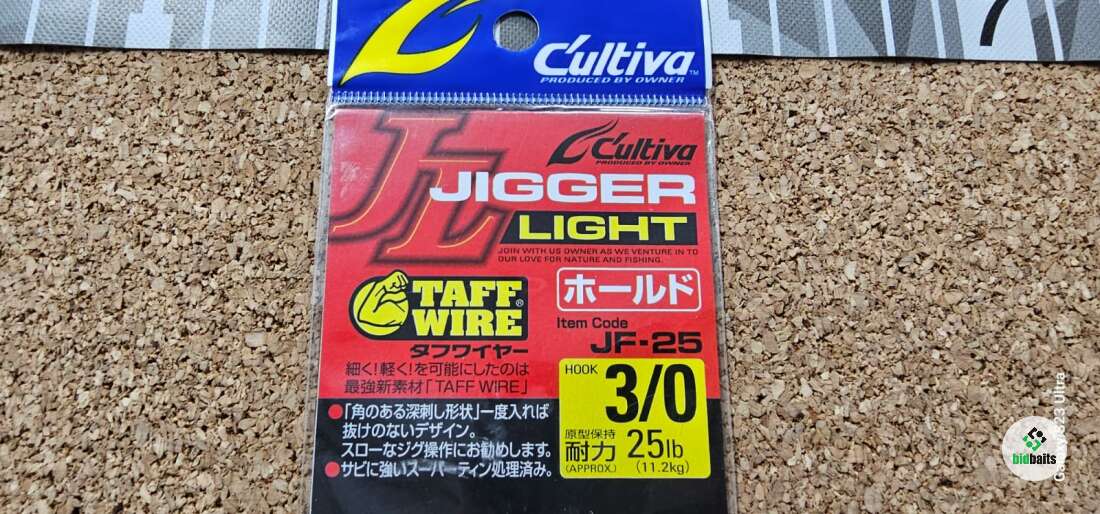 C'ultiva™
PRODUCED BY OWNER
C'ultiva
PRODUCED BY OWNER
JL
JIGGER
LIGHT
JOIN WITH US OWNER AS WE VENTURE IN TO
OUR LOVE FOR NATURE AND FISHING.
TAFF
WIRE®
タフワイヤー
細く!軽く!を可能にしたのは
最強新素材「TAFF WIRE」
ホールド
Item Code
JF-25
HOOK
3/0
原型保持
耐力 25lb
(APPROX.) (11.2kg)
●「角のある深刺し形状」一度入れば
抜けのないデザイン。
スローなジグ操作にお勧めします。
●サビに強いスーパーティン処理済み。
7
bidbaits